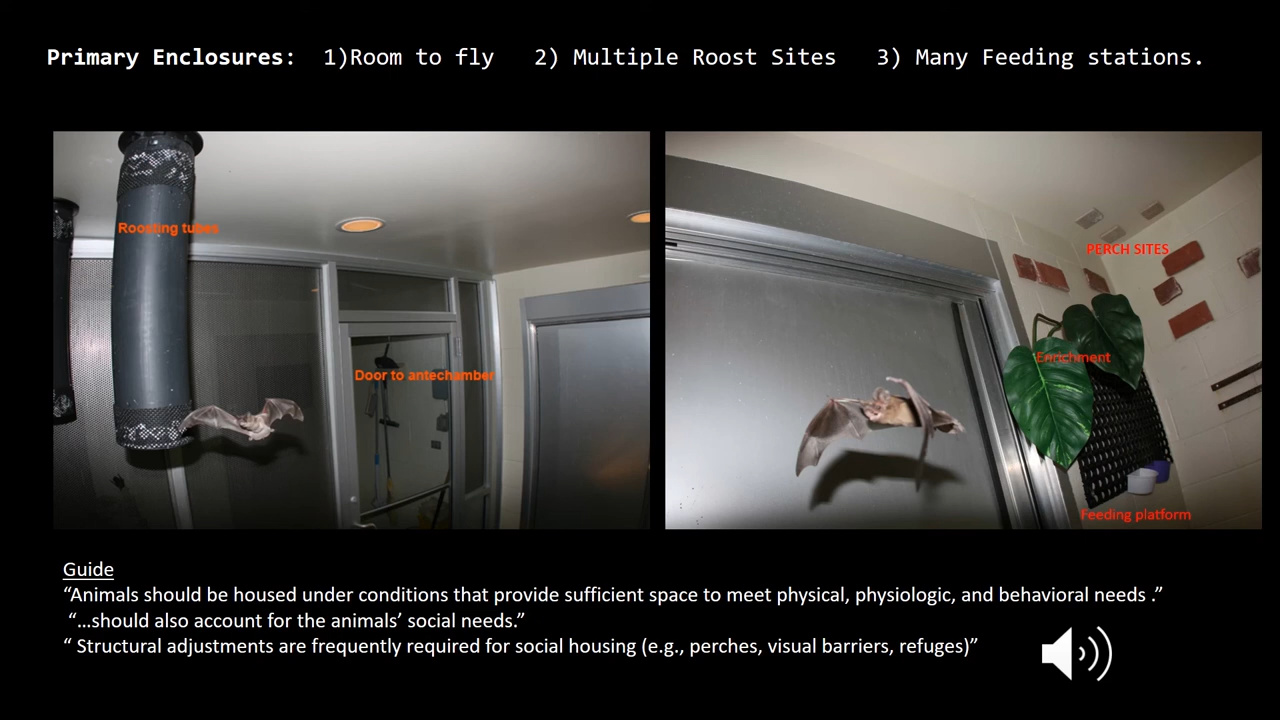 Primary Enclosures: 1)Room to fly 2) Multiple Roost Sites 3) Many Feeding stations.
Roosting tubes
Door to antechamber
PERCH SITES
Enrichment
Feeding platform
Guide
“Animals should be housed under conditions that provide sufficient space to meet physical, physiologic, and behavioral needs .”
“…should also account for the animals’ social needs.”
“ Structural adjustments are frequently required for social housing (e.g., perches, visual barriers, refuges)”